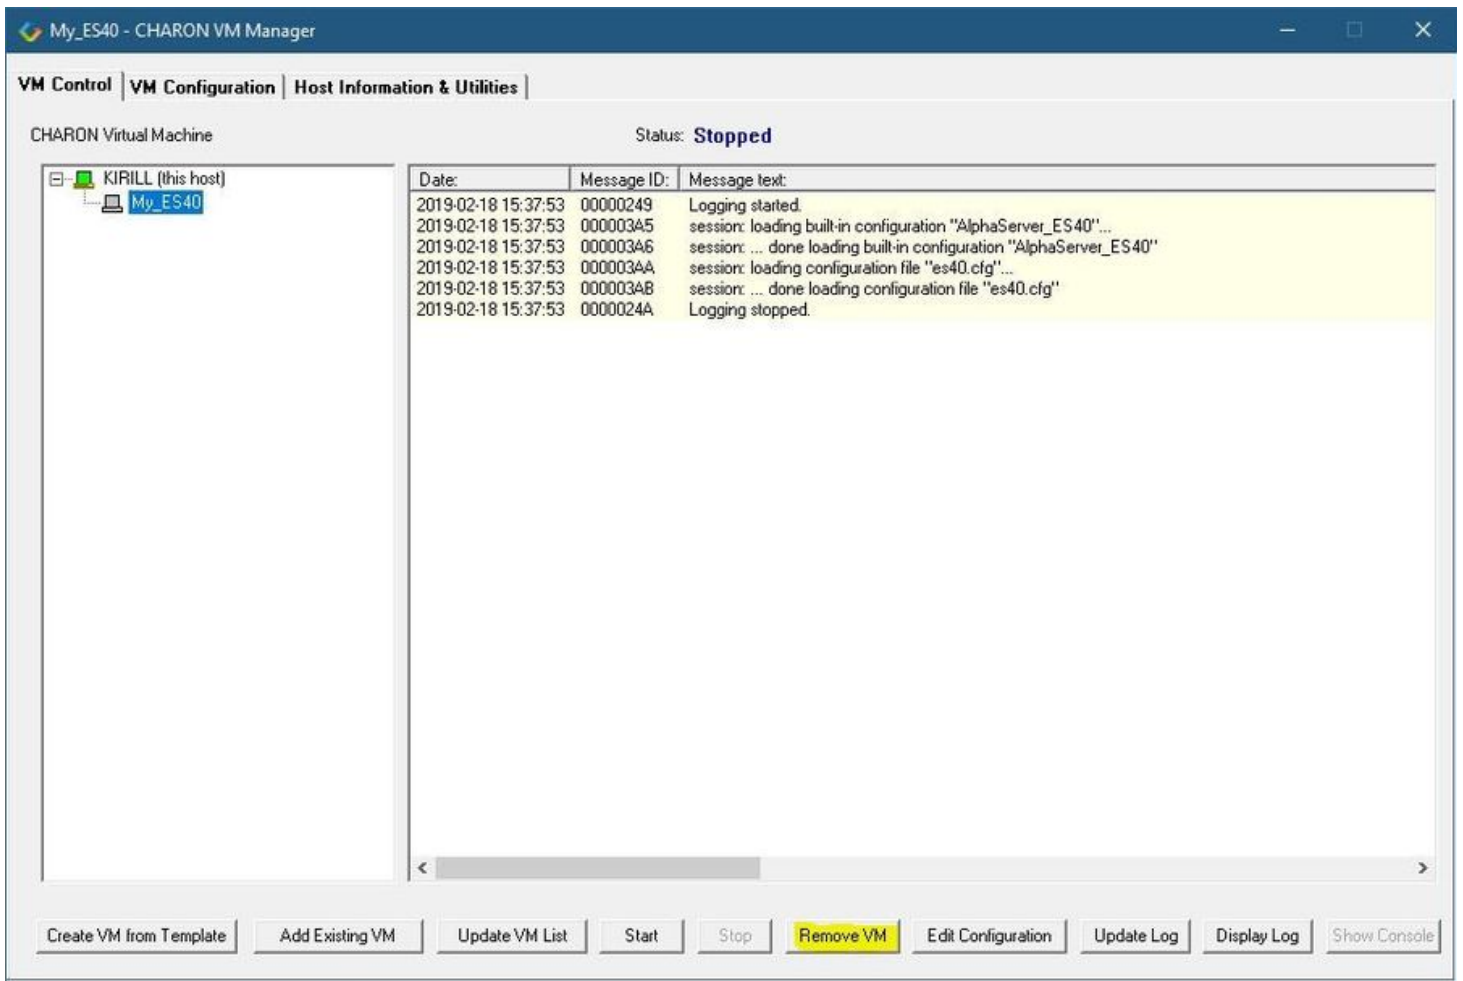 My_ES40 - CHARON VM Manager
VM Control VM Configuration Host Information & Utilities
CHARON Virtual Machine Status: Stopped
KIRILL (this host)
My_ES40
Date: Message ID: Message text:
2019-02-18 15:37:53 00000249 Logging started.
2019-02-18 15:37:53 000003A5 session: loading built-in configuration "AlphaServer_ES40"...
2019-02-18 15:37:53 000003A6 session: ... done loading built-in configuration "AlphaServer_ES40"
2019-02-18 15:37:53 000003AA session: loading configuration file "es40.cfg"...
2019-02-18 15:37:53 000003AB session: ... done loading configuration file "es40.cfg"
2019-02-18 15:37:53 0000024A Logging stopped.
Create VM from Template Add Existing VM Update VM List Start Stop Remove VM Edit Configuration Update Log Display Log Show Console